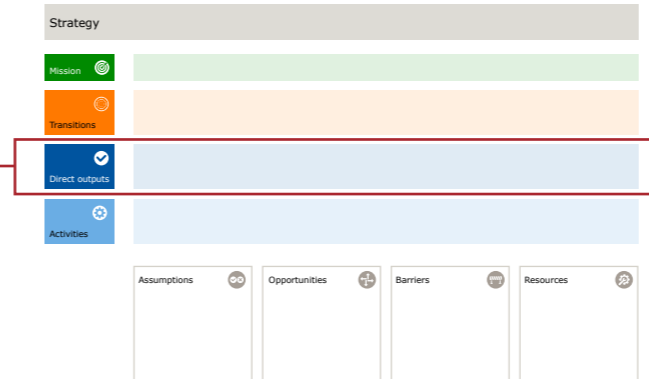 Strategy
Mission
Transitions
Direct outputs
Activities
Assumptions
Opportunities
Barriers
Resources